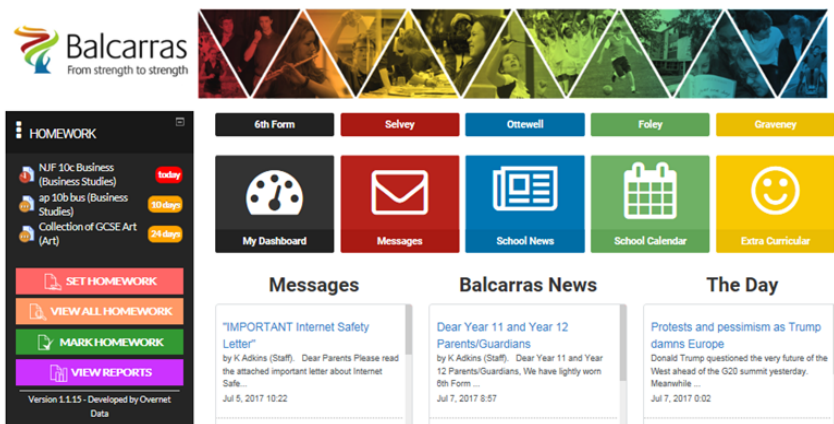 Balcarras
From strength to strength
HOMEWORK
NJF 10c Business
(Business Studies)
today
ap 10b bus (Business
Studies)
10 days
Collection of GCSE Art
(Art)
24 days
SET HOMEWORK
VIEW ALL HOMEWORK
MARK HOMEWORK
VIEW REPORTS
Version 1.1.15 - Developed by Overnet
Data
6th Form
Selvey
Ottewell
Foley
Graveney
My Dashboard
Messages
School News
School Calendar
Extra Curricular
Messages
"IMPORTANT Internet Safety
Letter"
by K Adkins (Staff). Dear Parents Please read
the attached important letter about Internet
Safe...
Jul 5, 2017 10:22
Balcarras News
Dear Year 11 and Year 12
Parents/Guardians
by K Adkins (Staff). Dear Year 11 and Year
12 Parents/Guardians, We have lightly worn
6th Form ...
Jul 7, 2017 8:57
The Day
Protests and pessimism as Trump
damns Europe
Donald Trump questioned the very future of the
West ahead of the G20 summit yesterday.
Meanwhile ...
Jul 7, 2017 0:02